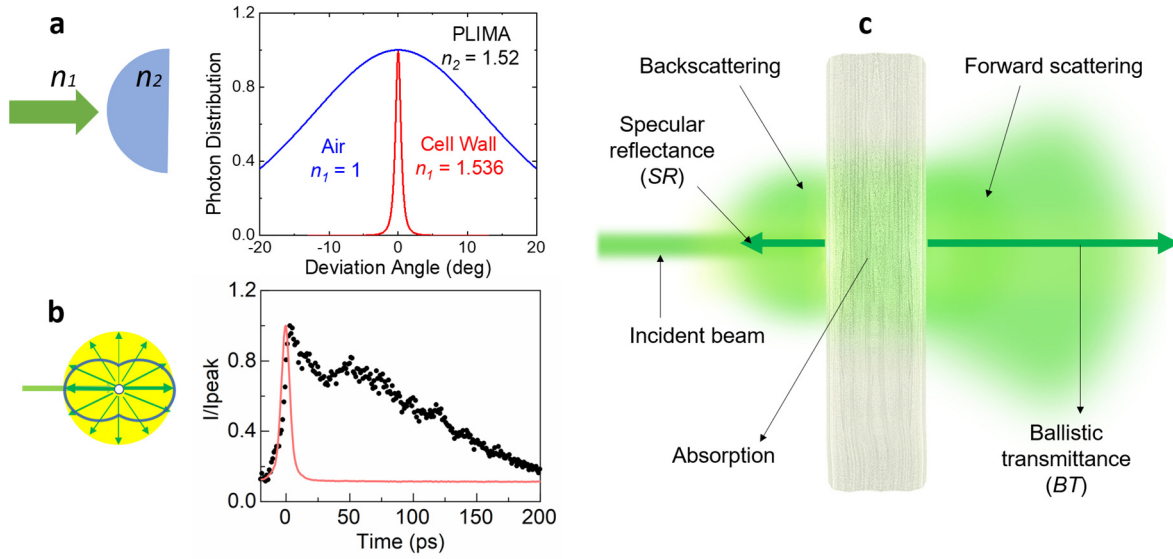 a
n1
n2
Photon Distribution
1.2
0.8
0.4
0.0
-20
-10
0
10
20
Deviation Angle (deg)
PLIMA
n2 = 1.52
Air
n1 = 1
Cell Wall
n1 = 1.536
b
I/Ipeak
1.2
0.8
0.4
0.0
0
50
100
150
200
Time (ps)
c
Backscattering
Forward scattering
Specular
reflectance
(SR)
Incident beam
Absorption
Ballistic
transmittance
(BT)